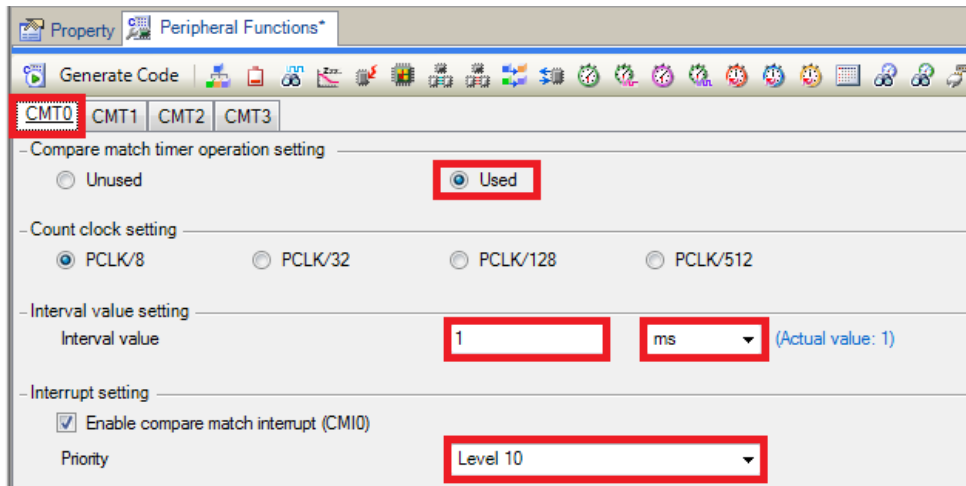 Property Peripheral Functions*
Generate Code
CMT0 CMT1 CMT2 CMT3
Compare match timer operation setting
Unused Used
Count clock setting
PCLK/8 PCLK/32 PCLK/128 PCLK/512
Interval value setting
Interval value 1 ms (Actual value: 1)
Interrupt setting
Enable compare match interrupt (CMI0)
Priority Level 10